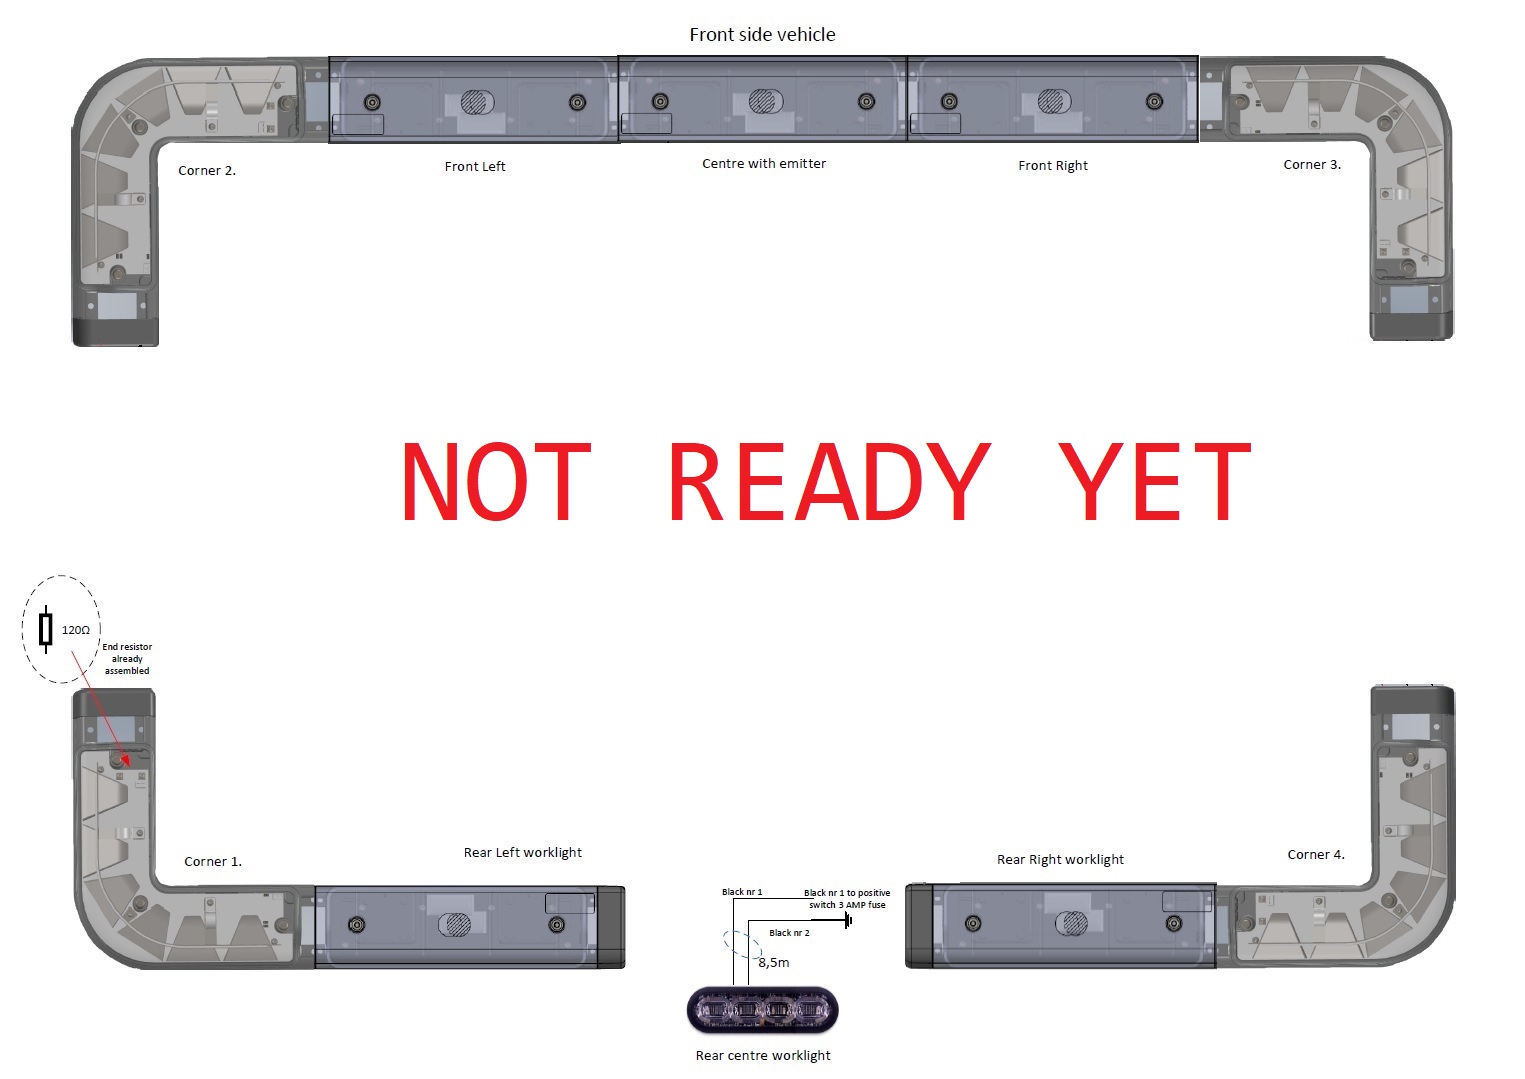 Front side vehicle
Corner 2.
Front Left
Centre with emitter
Front Right
Corner 3.
NOT READY YET
120Ω
End resistor
already
assembled
Corner 1.
Rear Left worklight
Rear Right worklight
Corner 4.
Black nr 1
Black nr 1 to positive
switch 3 AMP fuse
Black nr 2
8,5m
Rear centre worklight